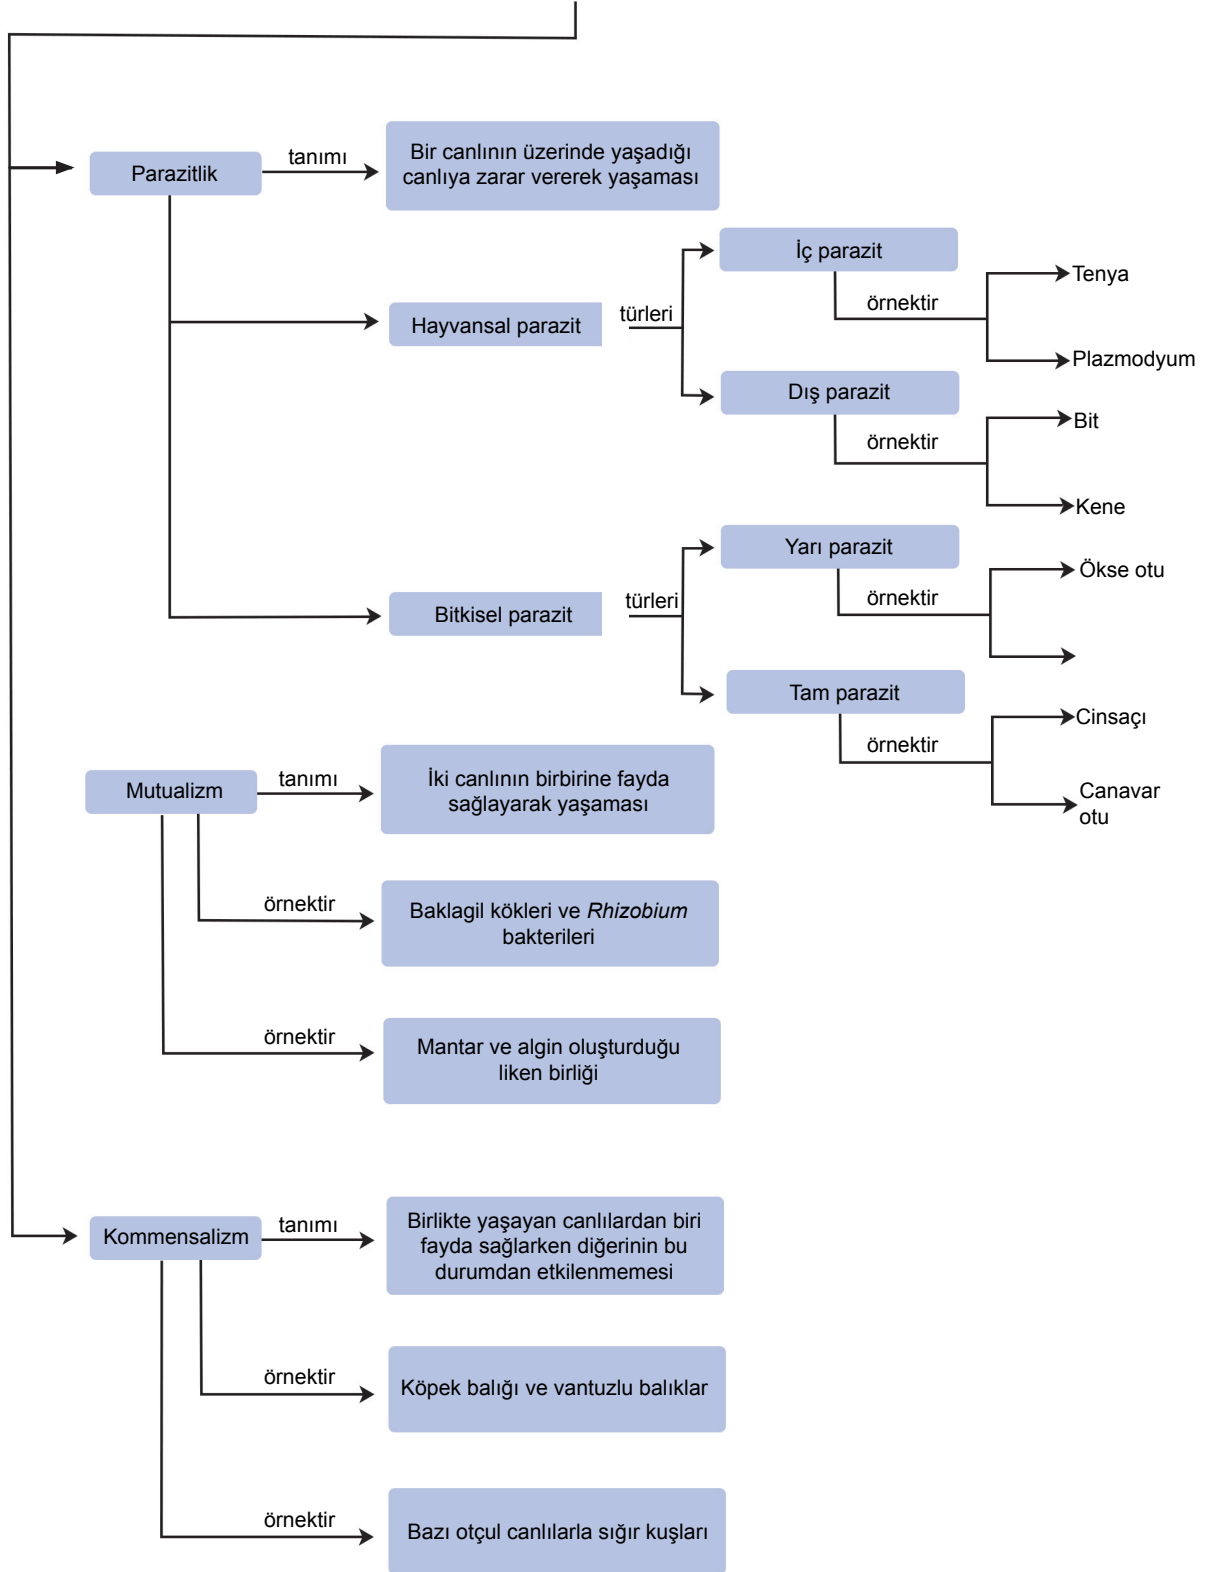 Parazitlik
tanımı
Bir canlının üzerinde yaşadığı
canlıya zarar vererek yaşaması
Hayvansal parazit
türleri
İç parazit
örnektir
Tenya
Plazmodyum
Dış parazit
örnektir
Bit
Kene
Bitkisel parazit
türleri
Yarı parazit
örnektir
Ökse otu
Tam parazit
örnektir
Cinsaçı
Canavar
otu
Mutualizm
tanımı
İki canlının birbirine fayda
sağlayarak yaşaması
örnektir
Baklagil kökleri ve Rhizobium
bakterileri
örnektir
Mantar ve algin oluşturduğu
liken birliği
Kommensalizm
tanımı
Birlikte yaşayan canlılardan biri
fayda sağlarken diğerinin bu
durumdan etkilenmemesi
örnektir
Köpek balığı ve vantuzlu balıklar
örnektir
Bazı otçul canlılarla sığır kuşları